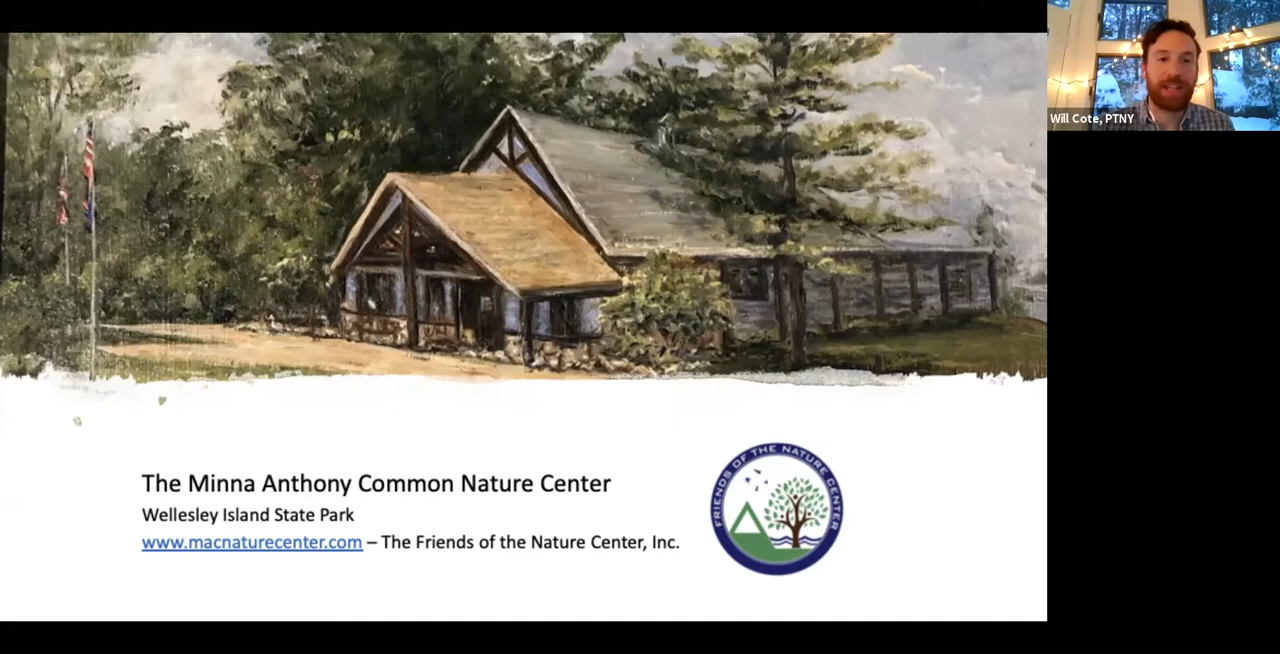 Will Cote, PTNY
The Minna Anthony Common Nature Center
Wellesley Island State Park
www.macnaturecenter.com – The Friends of the Nature Center, Inc.
FRIENDS OF THE NATURE CENTER